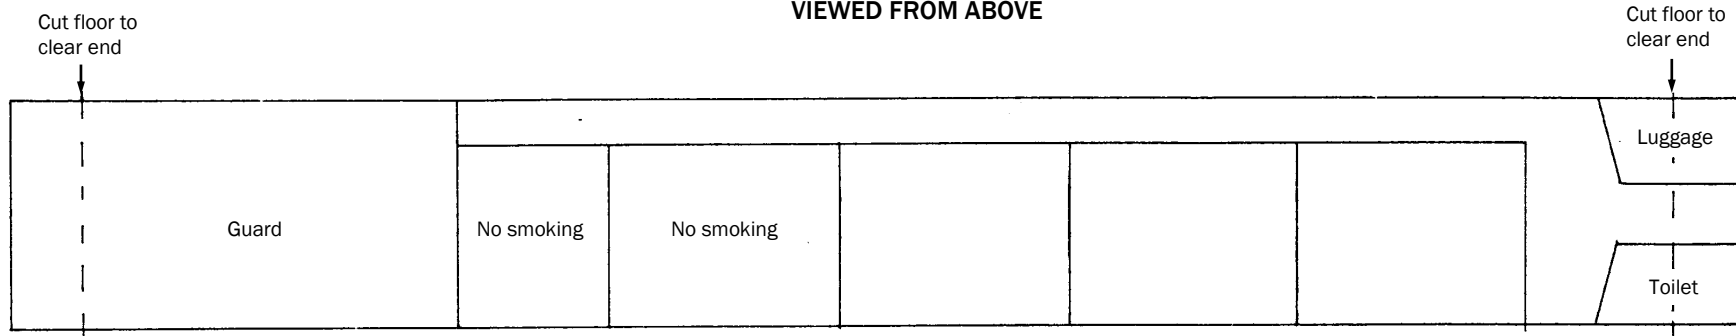 VIEWED FROM ABOVE
Cut floor to
clear end
Cut floor to
clear end
Luggage
Guard
No smoking
No smoking
Toilet